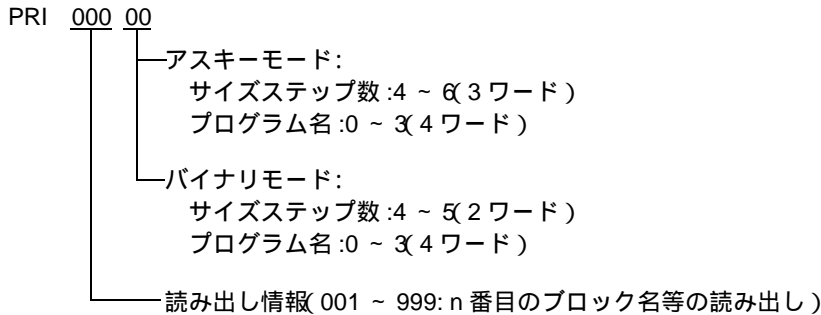 PRI 000 00
アスキーモード:
サイズステップ数:4 ~ 6(3ワード)
プログラム名:0 ~ 3(4ワード)
バイナリモード:
サイズステップ数:4 ~ 5(2ワード)
プログラム名:0 ~ 3(4ワード)
読み出し情報(001 ~ 999: n番目のブロック名等の読み出し)